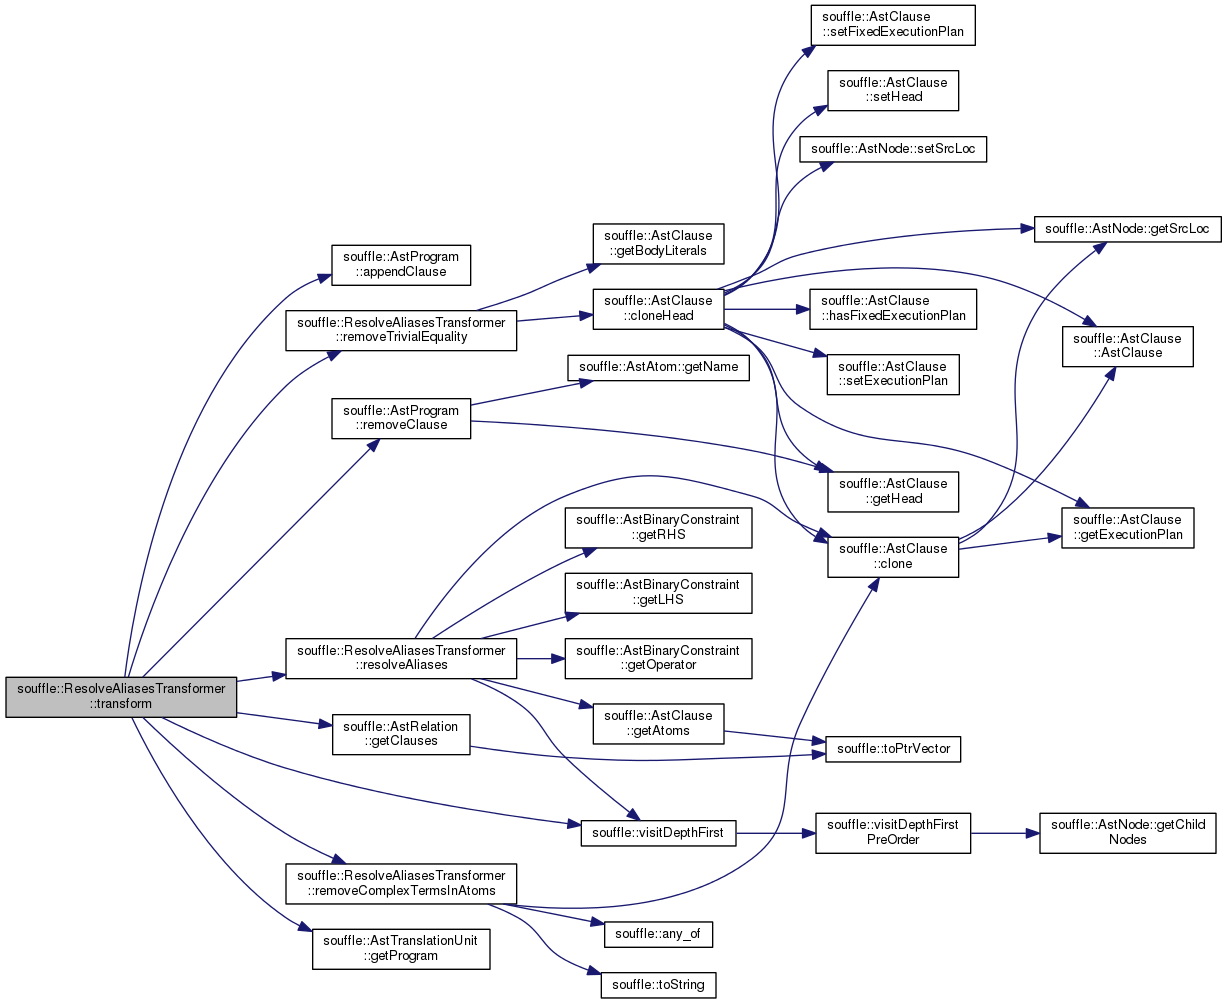 souffle::AstClause
::setFixedExecutionPlan
souffle::AstClause
::setHead
souffle::AstNode::setSrcLoc
souffle::AstNode::getSrcLoc
souffle::AstClause
::getBodyLiterals
souffle::AstProgram
::appendClause
souffle::AstClause
::cloneHead
souffle::AstClause
::hasFixedExecutionPlan
souffle::ResolveAliasesTransformer
::removeTrivialEquality
souffle::AstClause
::AstClause
souffle::AstAtom::getName
souffle::AstClause
::setExecutionPlan
souffle::AstProgram
::removeClause
souffle::AstClause
::getHead
souffle::AstBinaryConstraint
::getRHS
souffle::AstClause
::getExecutionPlan
souffle::AstClause
::clone
souffle::AstBinaryConstraint
::getLHS
souffle::ResolveAliasesTransformer
::resolveAliases
souffle::AstBinaryConstraint
::getOperator
souffle::ResolveAliasesTransformer
::transform
souffle::AstClause
::getAtoms
souffle::AstRelation
::getClauses
souffle::toPtrVector
souffle::visitDepthFirst
souffle::visitDepthFirst
PreOrder
souffle::AstNode::getChild
Nodes
souffle::ResolveAliasesTransformer
::removeComplexTermsInAtoms
souffle::any_of
souffle::AstTranslationUnit
::getProgram
souffle::toString